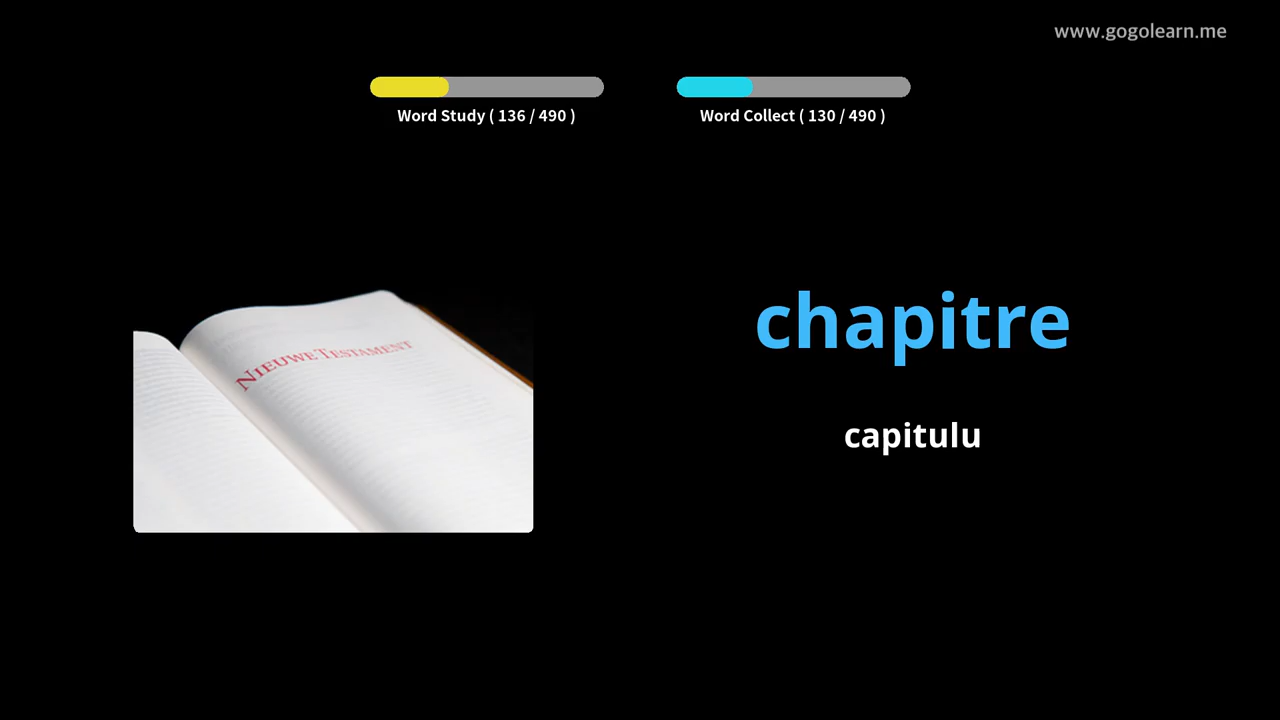 www.gogolearn.me
Word Study ( 136 / 490 )
Word Collect ( 130 / 490 )
chapitre
NIEUWE TESTAMENT
capitulu